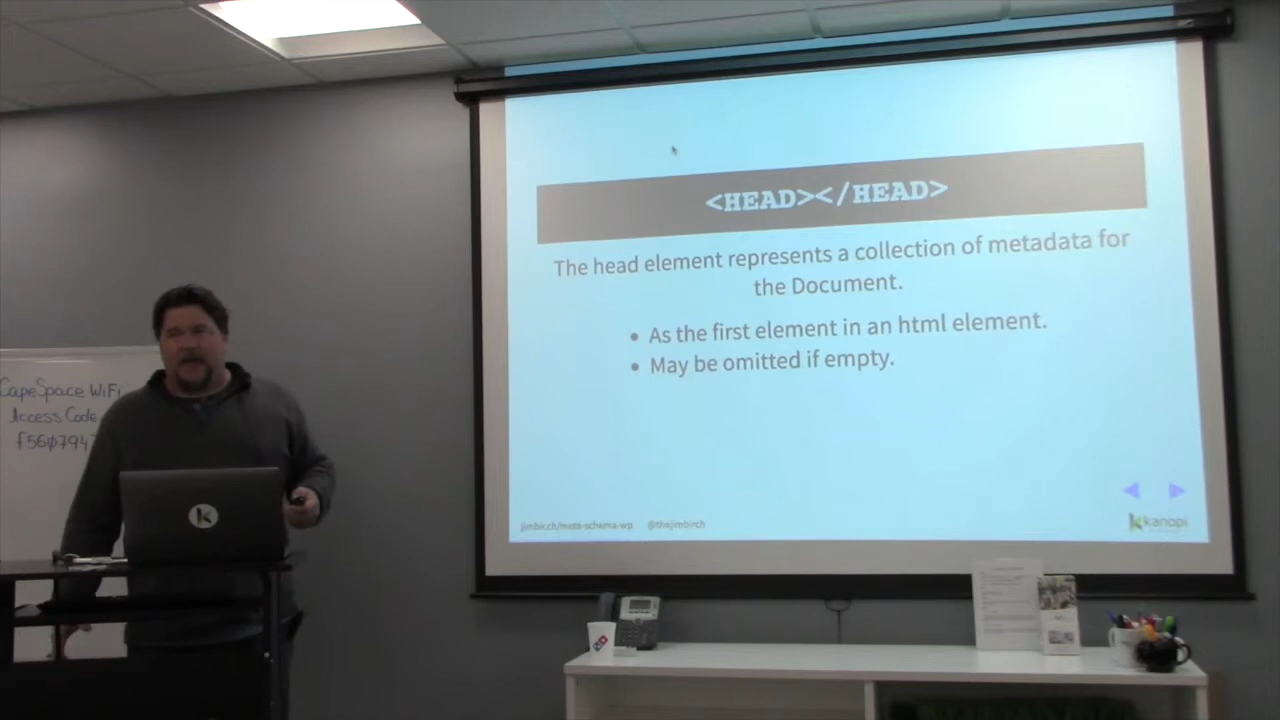 <HEAD></HEAD>
The head element represents a collection of metadata for
the Document.
• As the first element in an html element.
• May be omitted if empty.
jimbir.ch/meta-schema-wp @thejimbirch
kanopi
CapeSpace WiFi
Access Code
f56φ794